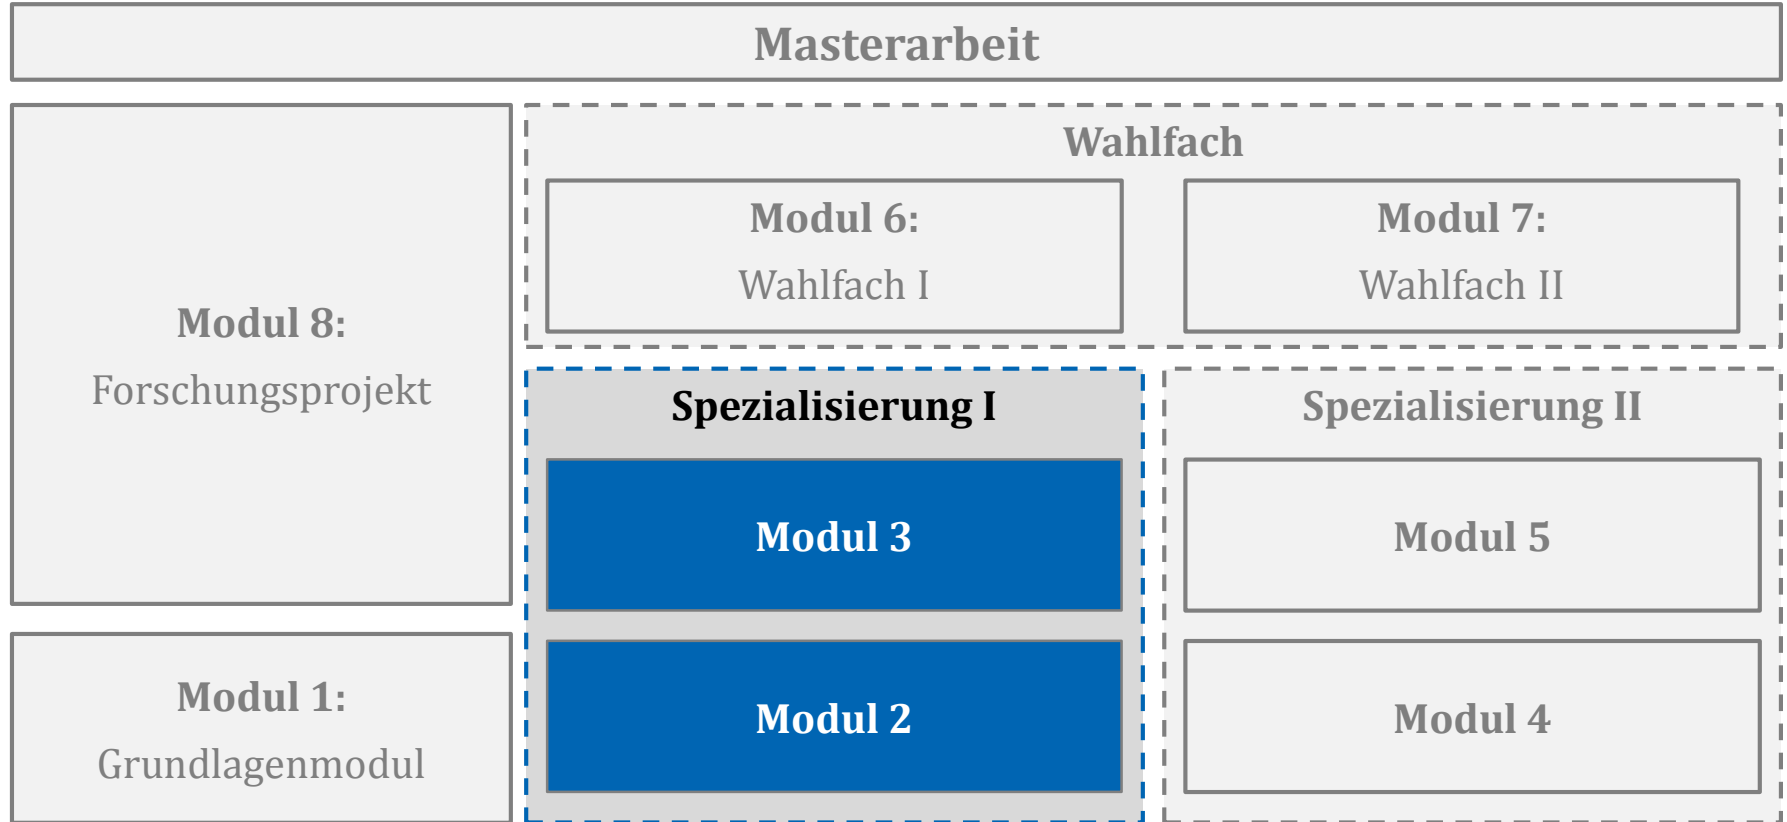 Masterarbeit
Modul 8:
Forschungsprojekt
Wahlfach
Modul 6:
Wahlfach I
Modul 7:
Wahlfach II
Spezialisierung I
Modul 3
Modul 2
Spezialisierung II
Modul 5
Modul 4
Modul 1:
Grundlagenmodul